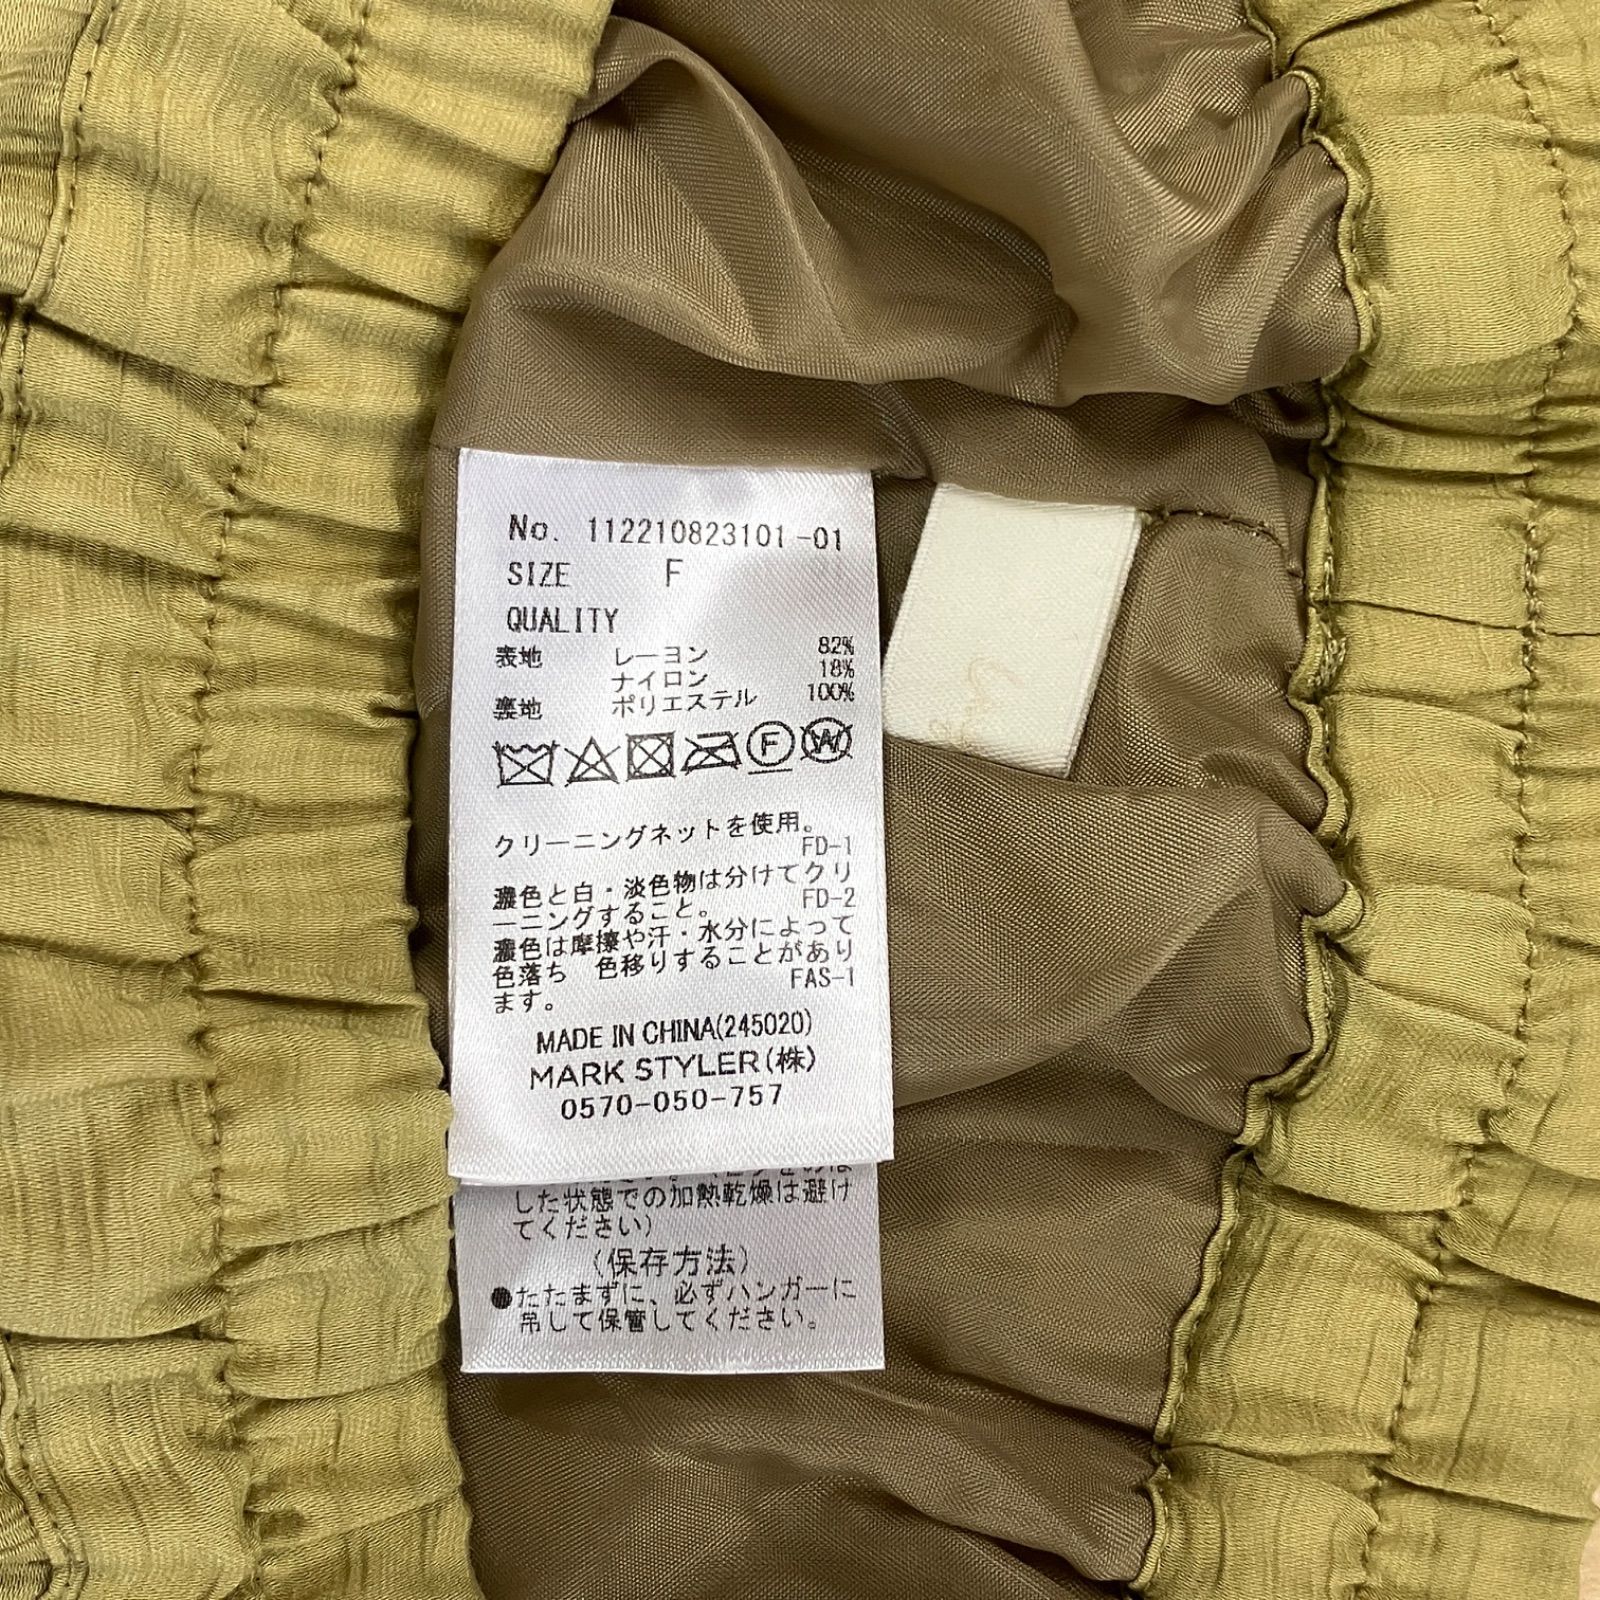 No. 112210823101-01
SIZE F
QUALITY
表地 レーヨン 82%
ナイロン 18%
裏地 ポリエステル 100%
F W
クリーニングネットを使用。
FD-1
濃色と白・淡色物は分けてクリ
ーニングすること。 FD-2
濃色は摩擦や汗・水分によって
色落ち 色移りすることがあり
ます。 FAS-1
MADE IN CHINA(245020)
MARK STYLER(株)
0570-050-757
した状態での加熱乾燥は避け
てください)
(保存方法)
●たたまずに、必ずハンガーに
吊して保管してください。